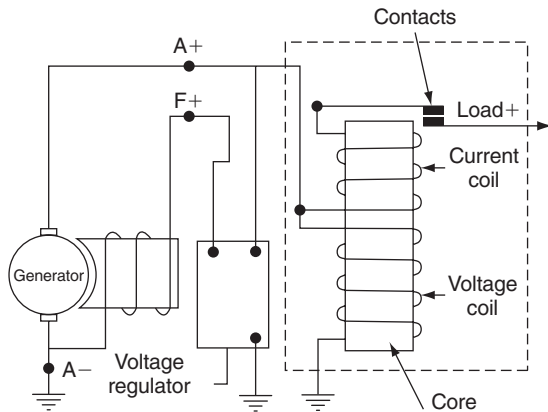 Contacts
A+
Load+
F+
Current
coil
Generator
Voltage
coil
Voltage
regulator
A−
Core